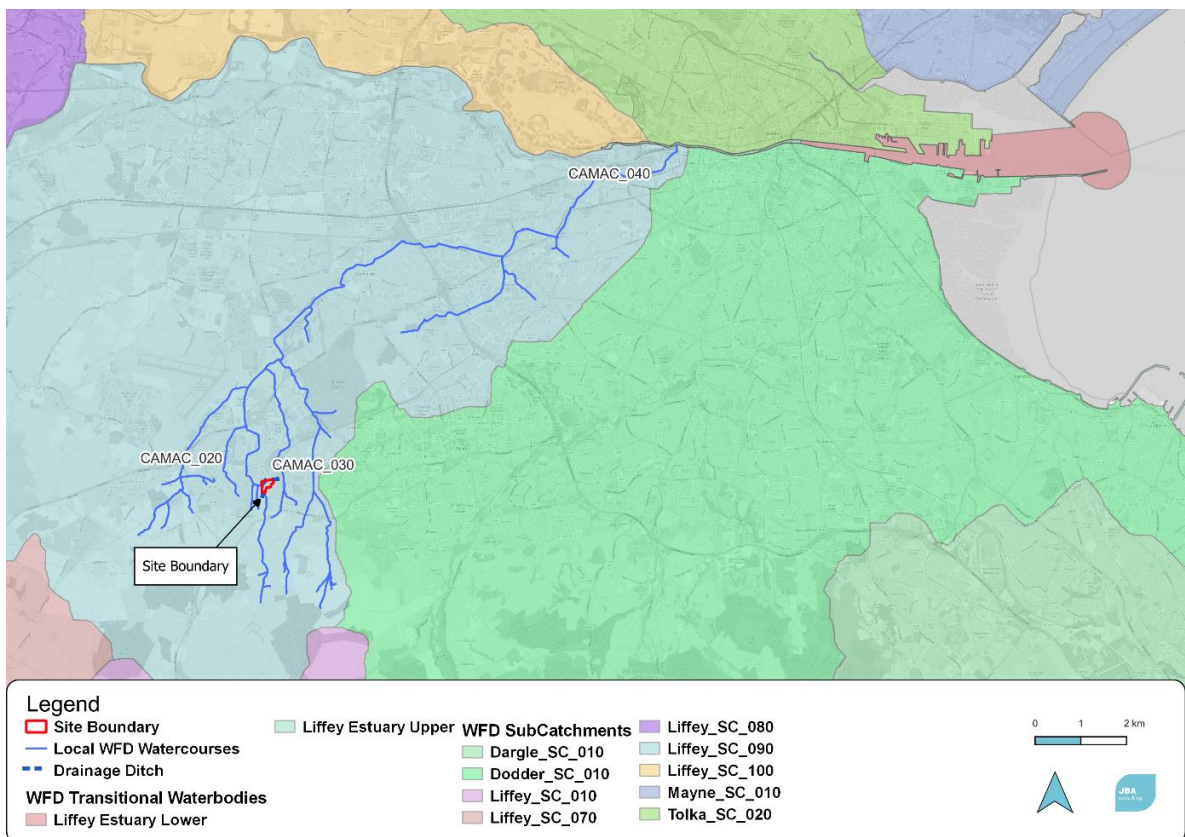 CAMAC_040
CAMAC_020
CAMAC_030
Site Boundary
Legend
Site Boundary
Local WFD Watercourses
Drainage Ditch
WFD Transitional Waterbodies
Liffey Estuary Lower
Liffey Estuary Upper
WFD SubCatchments
Dargle_SC_010
Dodder_SC_010
Liffey_SC_010
Liffey_SC_070
Liffey_SC_080
Liffey_SC_090
Liffey_SC_100
Mayne_SC_010
Tolka_SC_020
0 1 2 km
JBA
consulting